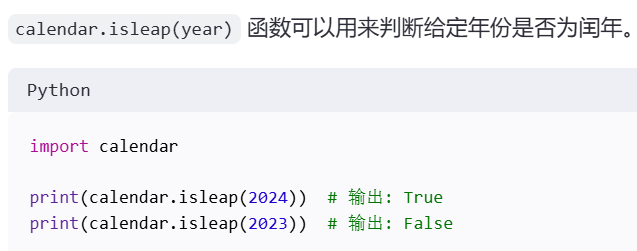 calendar.isleap(year) 函数可以用来判断给定年份是否为闰年。
Python
import calendar
print(calendar.isleap(2024))  # 输出: True
print(calendar.isleap(2023))  # 输出: False